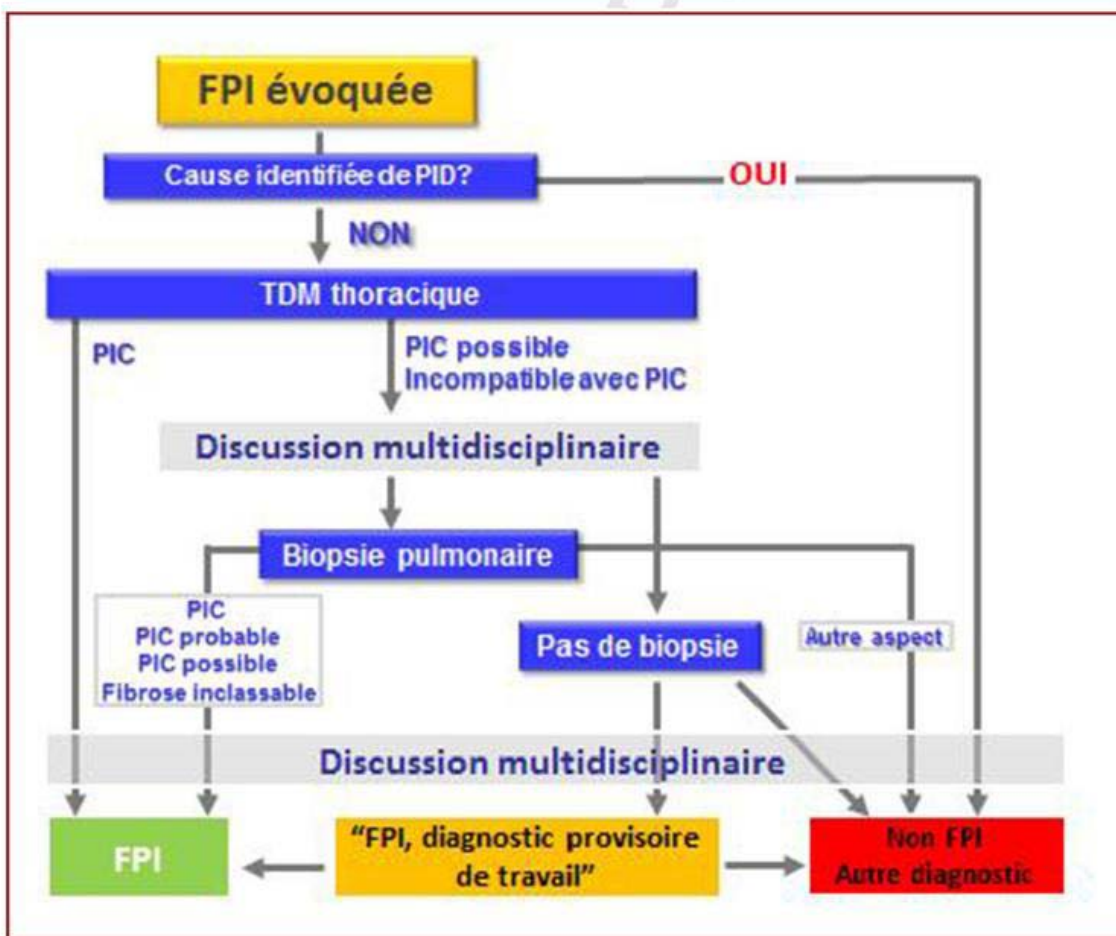 FPI évoquée
Cause identifiée de PID?
OUI
NON
TDM thoracique
PIC
PIC possible
Incompatible avec PIC
Discussion multidisciplinaire
Biopsie pulmonaire
PIC
PIC probable
PIC possible
Fibrose inclassable
Pas de biopsie
Autre aspect
Discussion multidisciplinaire
FPI
“FPI, diagnostic provisoire
de travail”
Non FPI
Autre diagnostic